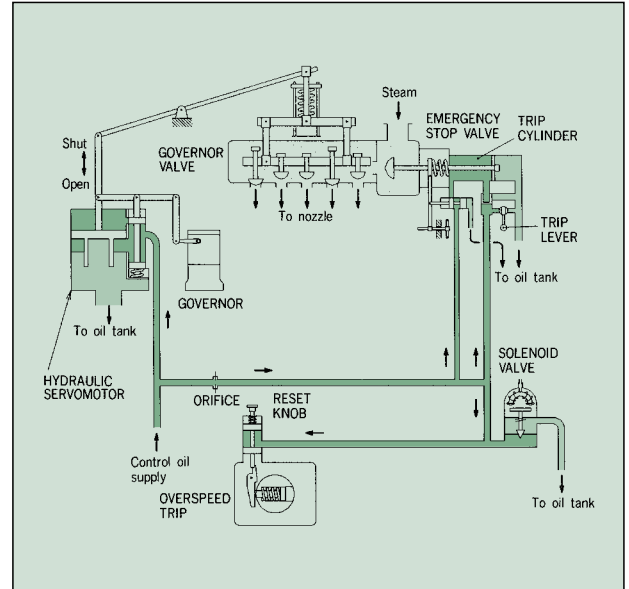 Steam
EMERGENCY
STOP VALVE
TRIP
CYLINDER
Shut
Open
GOVERNOR
VALVE
To nozzle
TRIP
LEVER
To oil tank
GOVERNOR
To oil tank
SOLENOID
VALVE
HYDRAULIC
SERVOMOTOR
ORIFICE
RESET
KNOB
Control oil
supply
OVERSPEED
TRIP
To oil tank